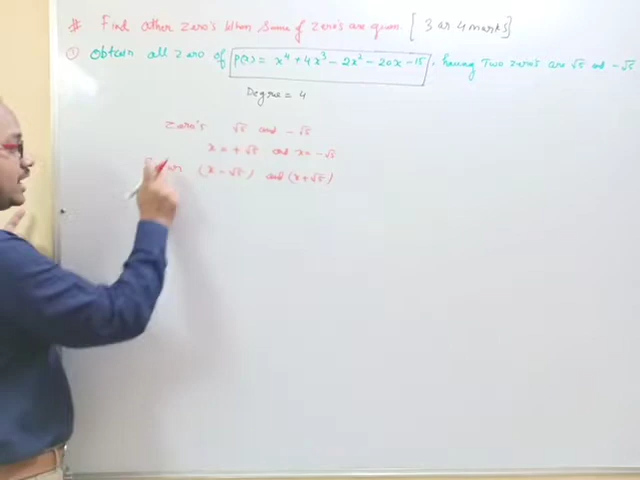 # Find other zero's when some of zero's are given. [3 or 4 marks]
① Obtain all zero of P(x) = x⁴ + 4x³ - 2x² - 20x - 15, having two zero's are √5 and -√5
Degree = 4
zero's √5 and -√5
x = +√5 and x = -√5
(x - √5) and (x + √5)